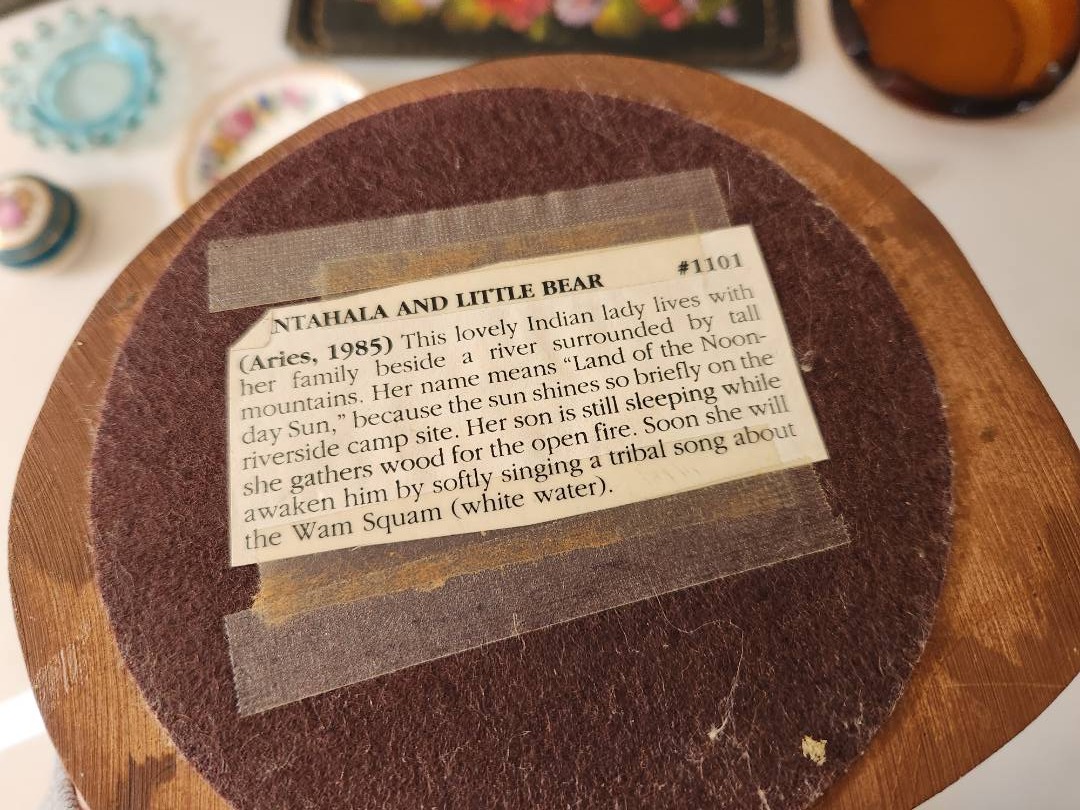 NTAHALA AND LITTLE BEAR #1101
(Aries, 1985) This lovely Indian lady lives with
her family beside a river surrounded by tall
mountains. Her name means “Land of the Noon-
day Sun,” because the sun shines so briefly on the
riverside camp site. Her son is still sleeping while
she gathers wood for the open fire. Soon she will
awaken him by softly singing a tribal song about
the Wam Squam (white water).